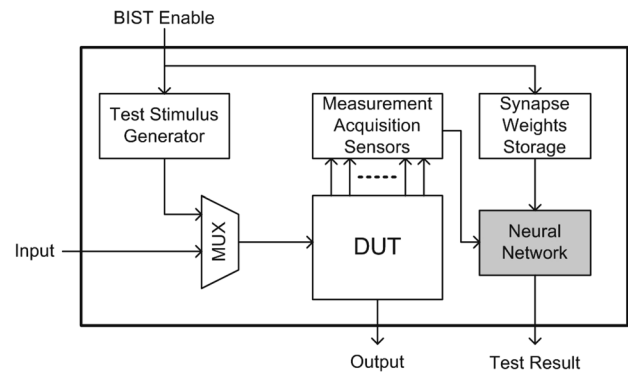 BIST Enable
Test Stimulus
Generator
Measurement
Acquisition
Sensors
Synapse
Weights
Storage
MUX
Input
DUT
Neural
Network
Output
Test Result